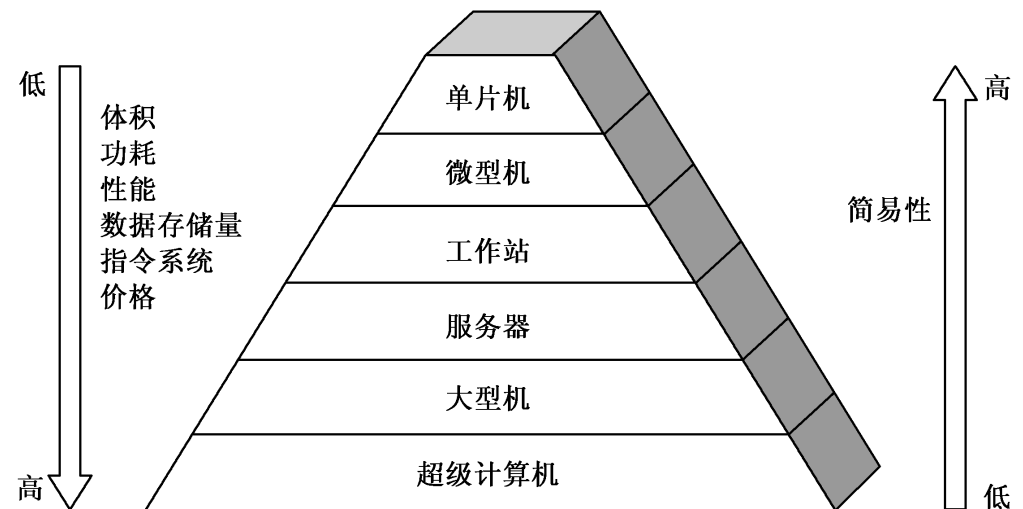 低
体积
功耗
性能
数据存储量
指令系统
价格
高
单片机
微型机
工作站
服务器
大型机
超级计算机
高
简易性
低